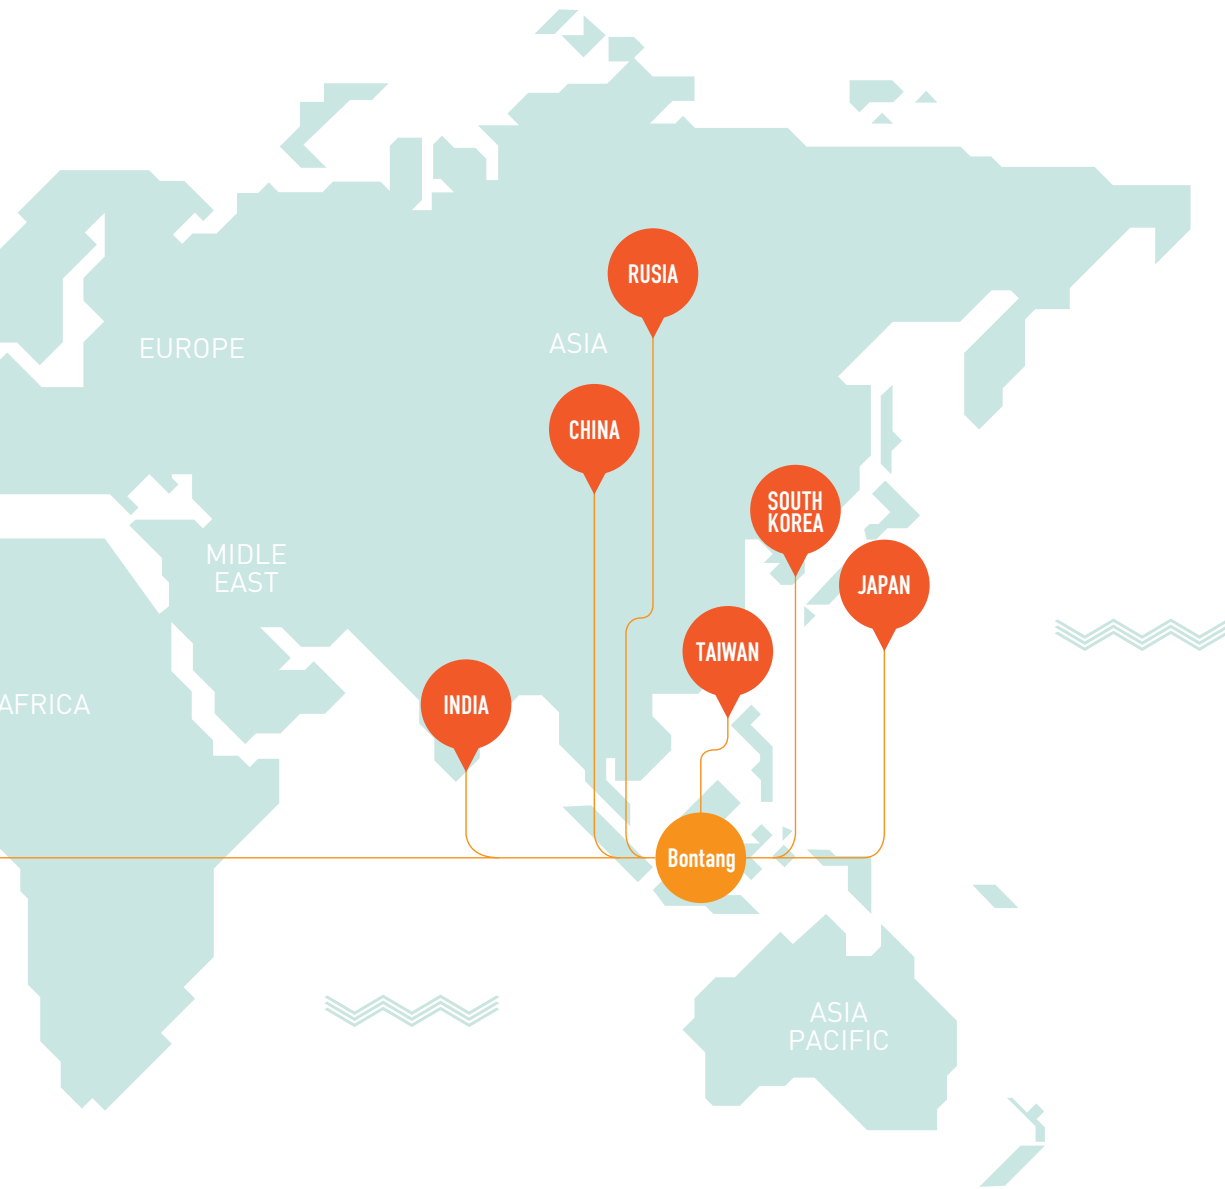 RUSIA
EUROPE
ASIA
CHINA
SOUTH
KOREA
MIDLE
EAST
JAPAN
TAIWAN
INDIA
AFRICA
Bontang
ASIA
PACIFIC